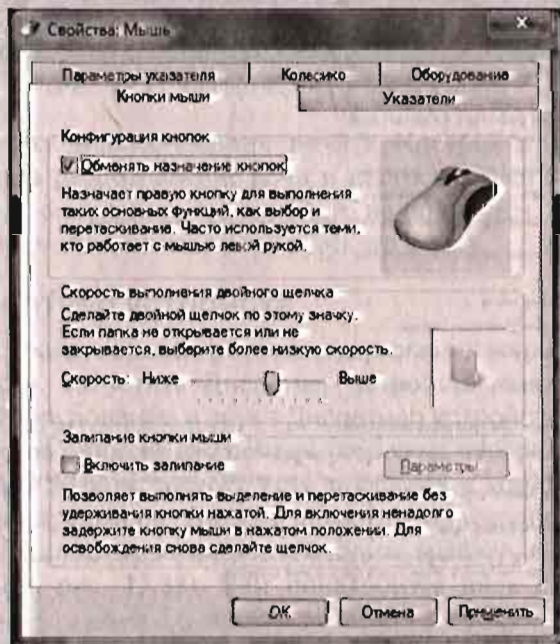 Свойства: Мышь
Параметры указателя Колесико Оборудование
Кнопки мыши Указатели
Конфигурация кнопок
Обменять назначение кнопок
Назначает правую кнопку для выполнения
таких основных функций, как выбор и
перетаскивание. Часто используется теми,
кто работает с мышью левой рукой.
Скорость выполнения двойного щелчка
Сделайте двойной щелчок по этому значку.
Если папка не открывается или не
закрывается, выберите более низкую скорость.
Скорость: Ниже Выше
Залипание кнопки мыши
Включить залипание Параметры
Позволяет выполнять выделение и перетаскивание без
удерживания кнопки нажатой. Для включения ненадолго
задержите кнопку мыши в нажатом положении. Для
освобождения снова сделайте щелчок.
OK Отмена Применить